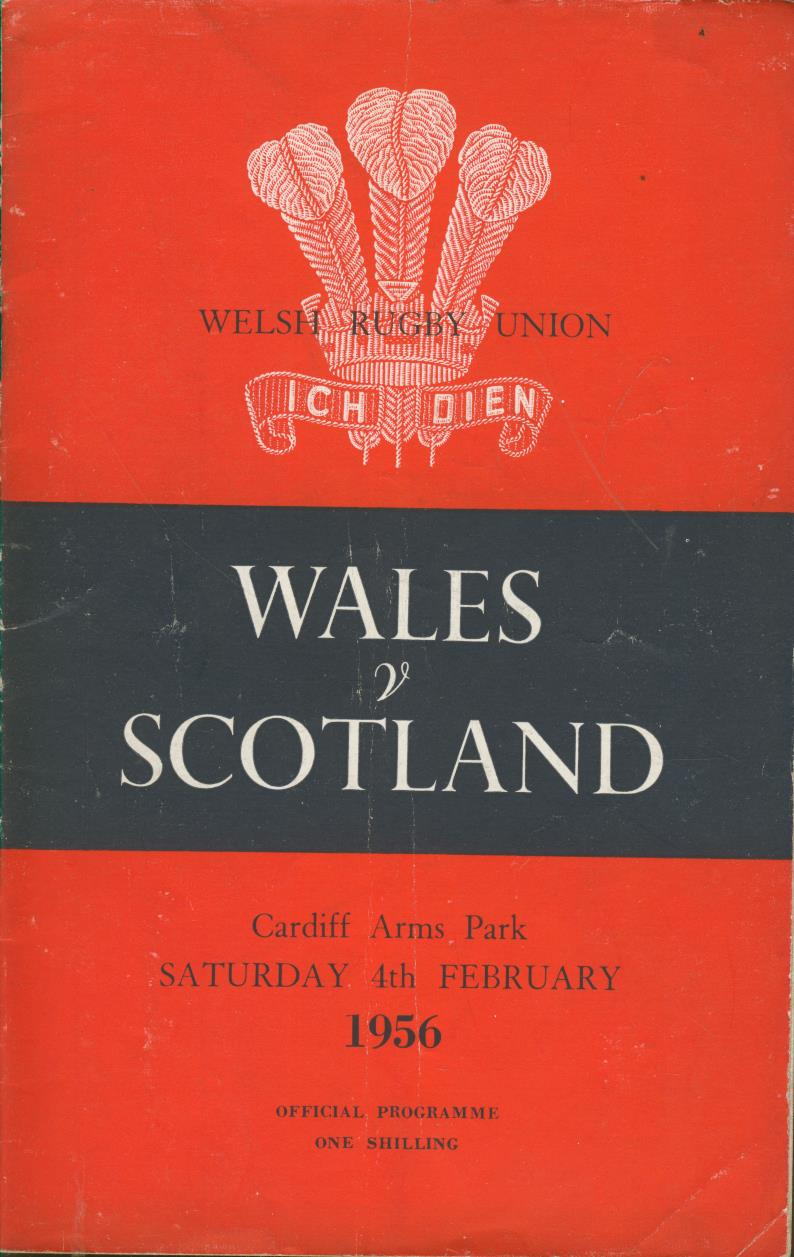 WELSH RUGBY UNION
ICH DIEN
WALES
v
SCOTLAND
Cardiff Arms Park
SATURDAY 4th FEBRUARY
1956
OFFICIAL PROGRAMME
ONE SHILLING